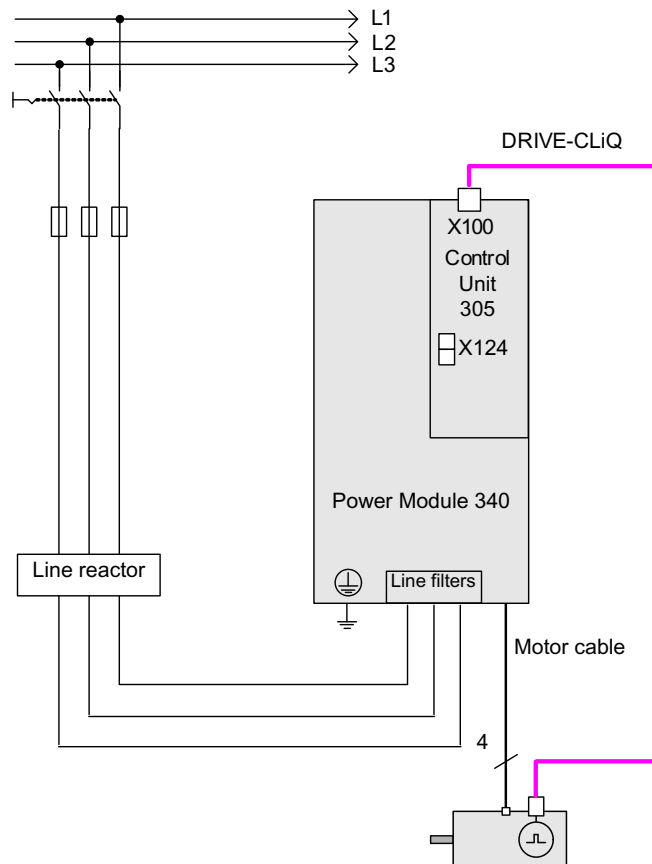 L1
L2
L3
DRIVE-CLiQ
X100
Control
Unit
305
X124
Power Module 340
Line reactor
Line filters
Motor cable
4